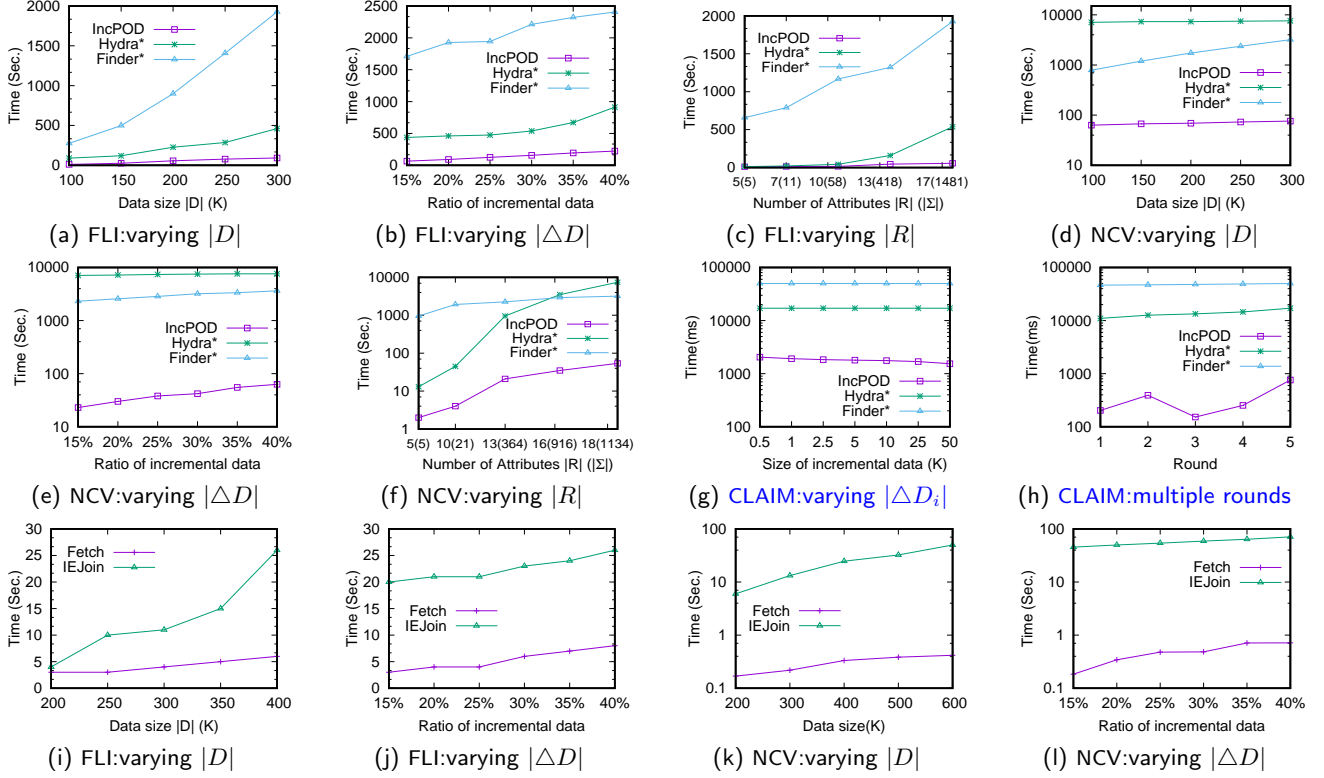 2000
1500
1000
500
0
100 150 200 250 300
Time (Sec.)
Data size |D| (K)
IncPOD
Hydra*
Finder*
(a) FLI:varying |D|
3000
2500
2000
1500
1000
500
0
15% 20% 25% 30% 35% 40%
Time (Sec.)
Ratio of incremental data
IncPOD
Hydra*
Finder*
(b) FLI:varying |△D|
2000
1500
1000
500
0
5(5) 7(11) 10(58) 13(418) 17(1481)
Time (Sec.)
Number of Attributes |R| (|Σ|)
IncPOD
Hydra*
Finder*
(c) FLI:varying |R|
10000
1000
100
10
100 150 200 250 300
Time (Sec.)
Data size |D| (K)
IncPOD
Hydra*
Finder*
(d) NCV:varying |D|
10000
1000
100
10
15% 20% 25% 30% 35% 40%
Time (Sec.)
Ratio of incremental data
IncPOD
Hydra*
Finder*
(e) NCV:varying |△D|
10000
1000
100
10
1
5(5) 10(21) 13(364) 16(916) 18(1134)
Time (Sec.)
Number of Attributes |R| (|Σ|)
IncPOD
Hydra*
Finder*
(f) NCV:varying |R|
100000
10000
1000
100
0.5 1 2.5 5 10 25 50
Time(ms)
Size of incremental data (K)
IncPOD
Hydra*
Finder*
(g) CLAIM:varying |△Di|
100000
10000
1000
100
1 2 3 4 5
Time(ms)
Round
IncPOD
Hydra*
Finder*
(h) CLAIM:multiple rounds
30
25
20
15
10
5
0
200 250 300 350 400
Time (Sec.)
Data size |D| (K)
Fetch
IEJoin
(i) FLI:varying |D|
30
25
20
15
10
5
0
15% 20% 25% 30% 35% 40%
Time (Sec.)
Ratio of incremental data
Fetch
IEJoin
(j) FLI:varying |△D|
100
10
1
0.1
200 300 400 500 600
Time (Sec.)
Data size(K)
Fetch
IEJoin
(k) NCV:varying |D|
100
10
1
0.1
15% 20% 25% 30% 35% 40%
Time (Sec.)
Ratio of incremental data
Fetch
IEJoin
(l) NCV:varying |△D|